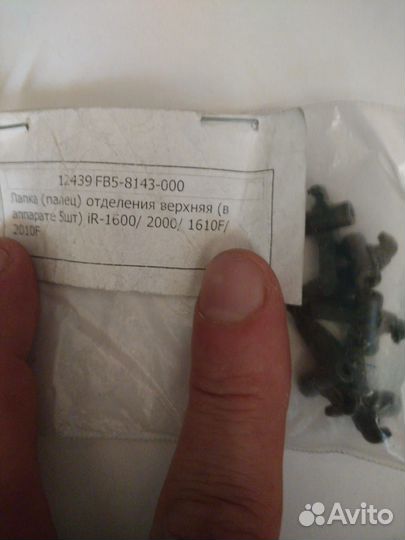 12439 FB5-8143-000
Лапка (палец) отделения верхняя (в
аппарате 5шт) iR-1600/ 2000/ 1610F/
2010F
Avito